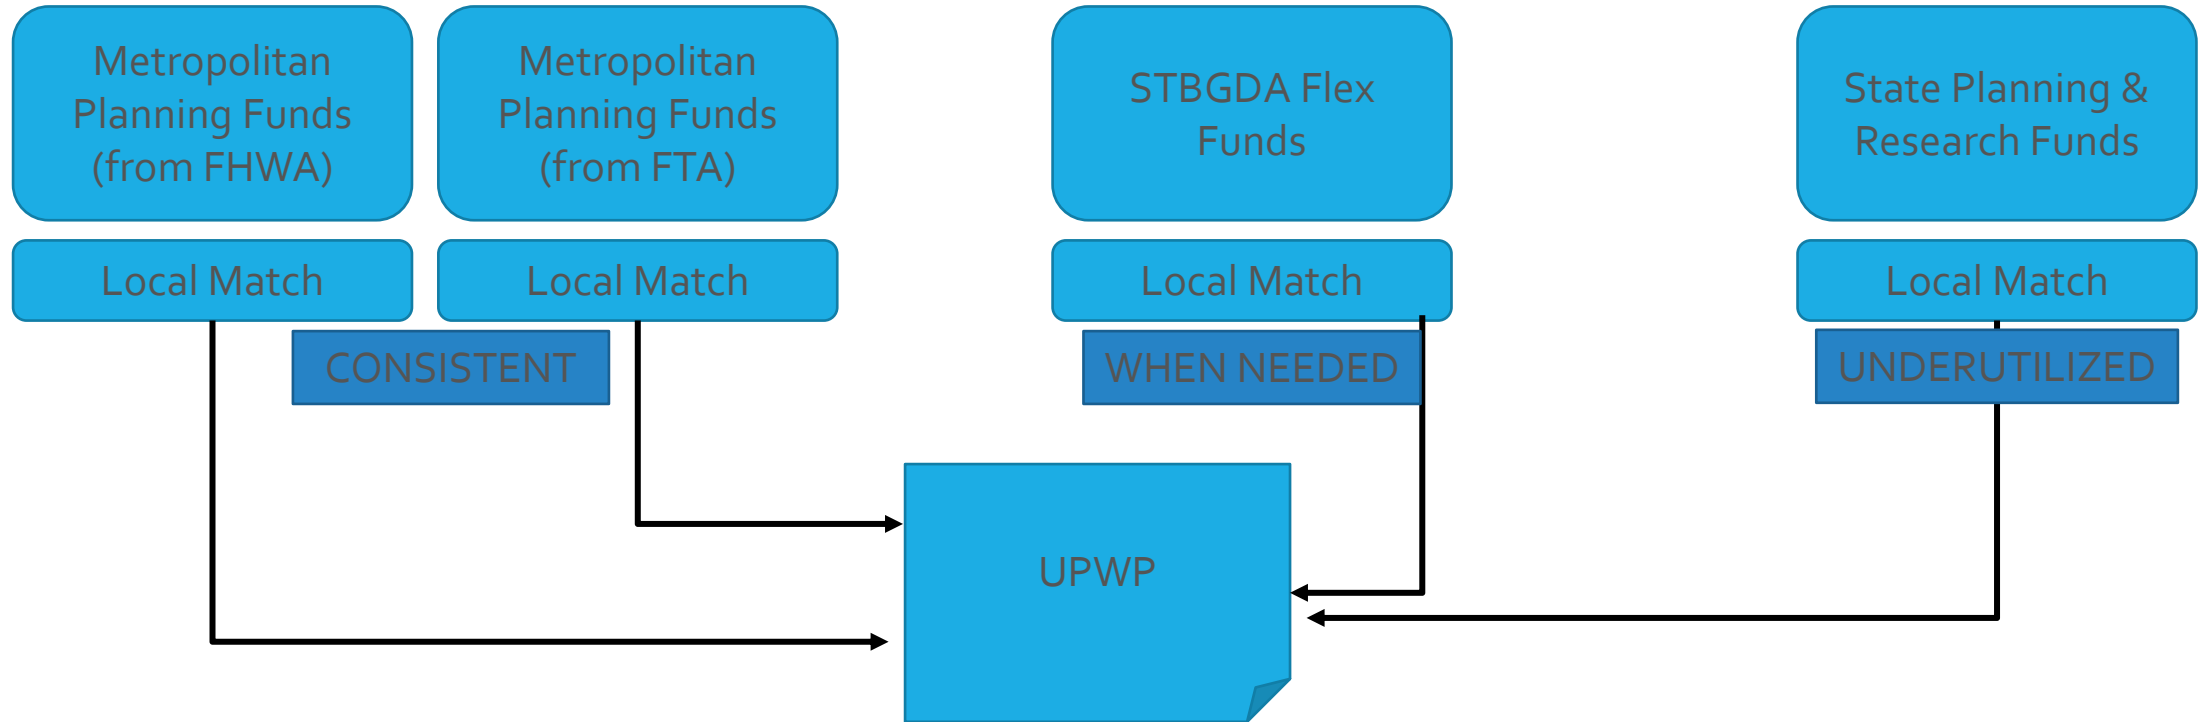 Metropolitan
Planning Funds
(from FHWA)
Metropolitan
Planning Funds
(from FTA)
STBGDA Flex
Funds
State Planning &
Research Funds
Local Match
Local Match
Local Match
Local Match
CONSISTENT
WHEN NEEDED
UNDERUTILIZED
UPWP